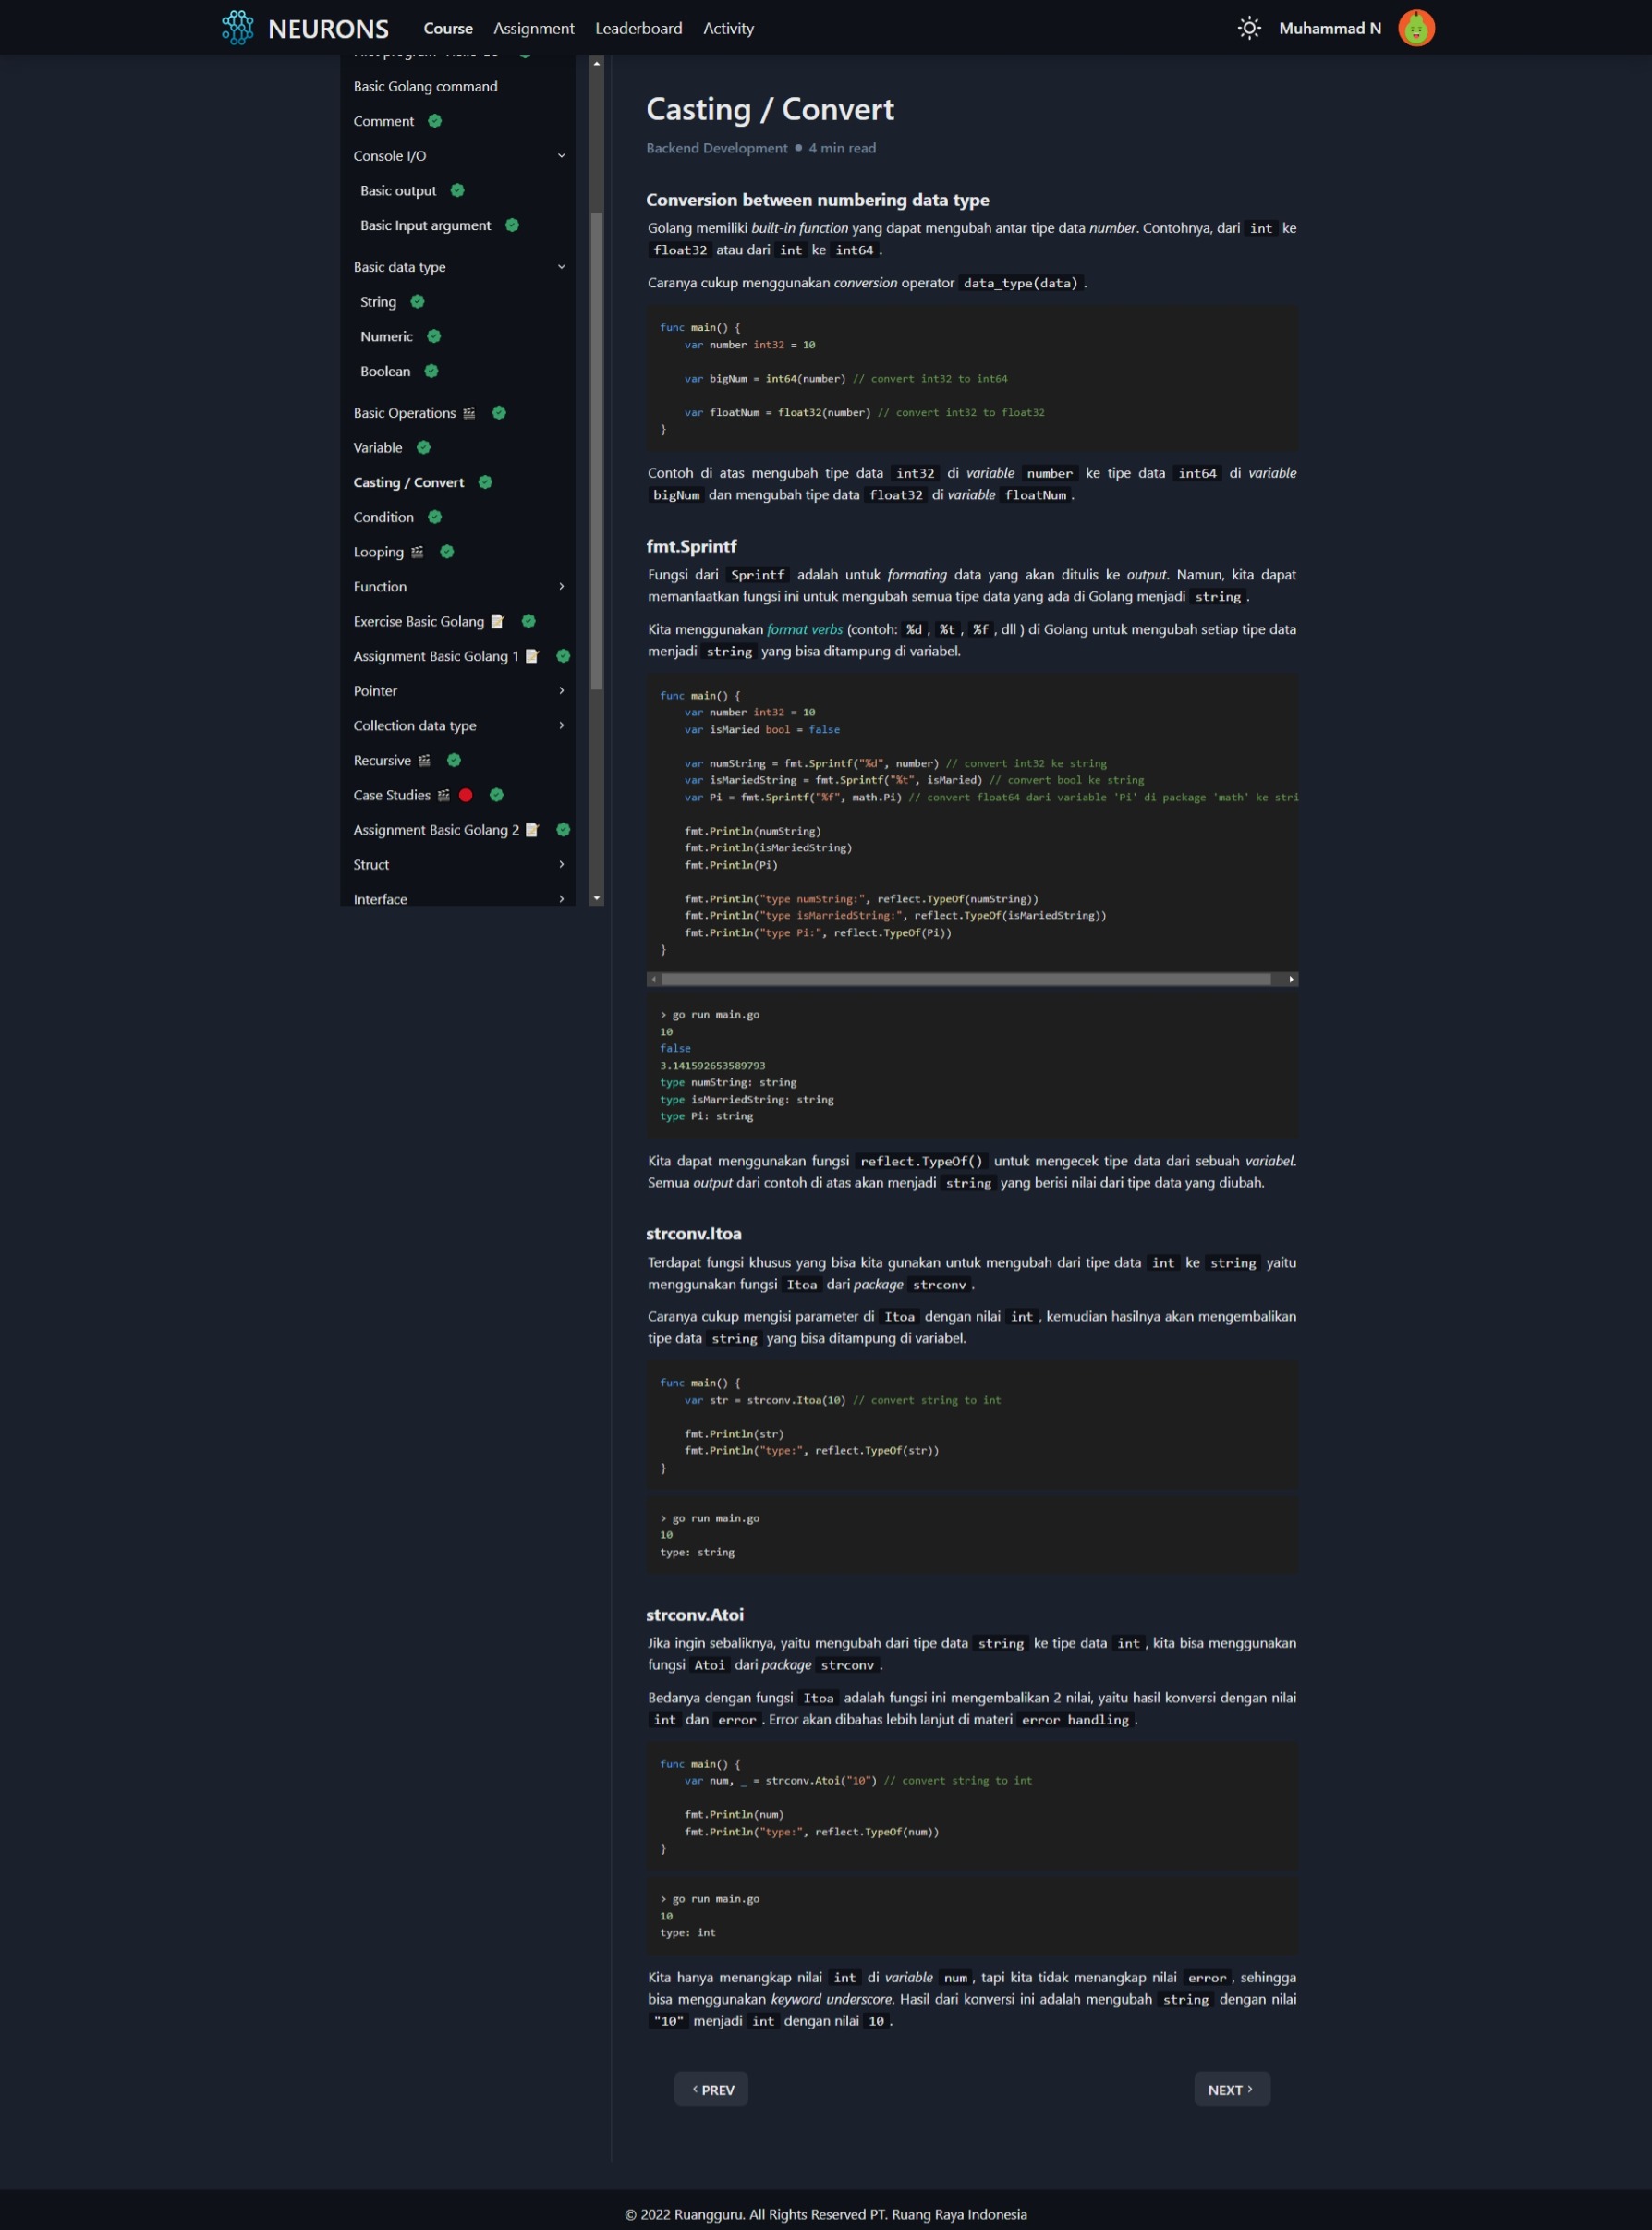 NEURONS
Course
Assignment
Leaderboard
Activity
Muhammad N
Basic Golang command
Comment
Console I/O
Basic output
Basic Input argument
Basic data type
String
Numeric
Boolean
Basic Operations
Variable
Casting / Convert
Condition
Looping
Function
Exercise Basic Golang
Assignment Basic Golang 1
Pointer
Collection data type
Recursive
Case Studies
Assignment Basic Golang 2
Struct
Interface
Casting / Convert
Backend Development ● 4 min read
Conversion between numbering data type
Golang memiliki built-in function yang dapat mengubah antar tipe data number. Contohnya, dari int ke
float32 atau dari int ke int64 .
Caranya cukup menggunakan conversion operator data_type(data) .
func main() {
    var number int32 = 10
    var bigNum = int64(number) // convert int32 to int64
    var floatNum = float32(number) // convert int32 to float32
}
Contoh di atas mengubah tipe data int32 di variable number ke tipe data int64 di variable
bigNum dan mengubah tipe data float32 di variable floatNum .
fmt.Sprintf
Fungsi dari Sprintf adalah untuk formating data yang akan ditulis ke output. Namun, kita dapat
memanfaatkan fungsi ini untuk mengubah semua tipe data yang ada di Golang menjadi string .
Kita menggunakan format verbs (contoh: %d , %t , %f , dll ) di Golang untuk mengubah setiap tipe data
menjadi string yang bisa ditampung di variabel.
func main() {
    var number int32 = 10
    var isMaried bool = false
    var numString = fmt.Sprintf("%d", number) // convert int32 ke string
    var isMariedString = fmt.Sprintf("%t", isMaried) // convert bool ke string
    var Pi = fmt.Sprintf("%f", math.Pi) // convert float64 dari variable 'Pi' di package 'math' ke stri
    fmt.Println(numString)
    fmt.Println(isMariedString)
    fmt.Println(Pi)
    fmt.Println("type numString:", reflect.TypeOf(numString))
    fmt.Println("type isMarriedString:", reflect.TypeOf(isMariedString))
    fmt.Println("type Pi:", reflect.TypeOf(Pi))
}
> go run main.go
10
false
3.141592653589793
type numString: string
type isMarriedString: string
type Pi: string
Kita dapat menggunakan fungsi reflect.TypeOf() untuk mengecek tipe data dari sebuah variabel.
Semua output dari contoh di atas akan menjadi string yang berisi nilai dari tipe data yang diubah.
strconv.Itoa
Terdapat fungsi khusus yang bisa kita gunakan untuk mengubah dari tipe data int ke string yaitu
menggunakan fungsi Itoa dari package strconv .
Caranya cukup mengisi parameter di Itoa dengan nilai int , kemudian hasilnya akan mengembalikan
tipe data string yang bisa ditampung di variabel.
func main() {
    var str = strconv.Itoa(10) // convert string to int
    fmt.Println(str)
    fmt.Println("type:", reflect.TypeOf(str))
}
> go run main.go
10
type: string
strconv.Atoi
Jika ingin sebaliknya, yaitu mengubah dari tipe data string ke tipe data int , kita bisa menggunakan
fungsi Atoi dari package strconv .
Bedanya dengan fungsi Itoa adalah fungsi ini mengembalikan 2 nilai, yaitu hasil konversi dengan nilai
int dan error . Error akan dibahas lebih lanjut di materi error handling .
func main() {
    var num, _ = strconv.Atoi("10") // convert string to int
    fmt.Println(num)
    fmt.Println("type:", reflect.TypeOf(num))
}
> go run main.go
10
type: int
Kita hanya menangkap nilai int di variable num , tapi kita tidak menangkap nilai error , sehingga
bisa menggunakan keyword underscore. Hasil dari konversi ini adalah mengubah string dengan nilai
"10" menjadi int dengan nilai 10 .
‹ PREV
NEXT ›
© 2022 Ruangguru. All Rights Reserved PT. Ruang Raya Indonesia